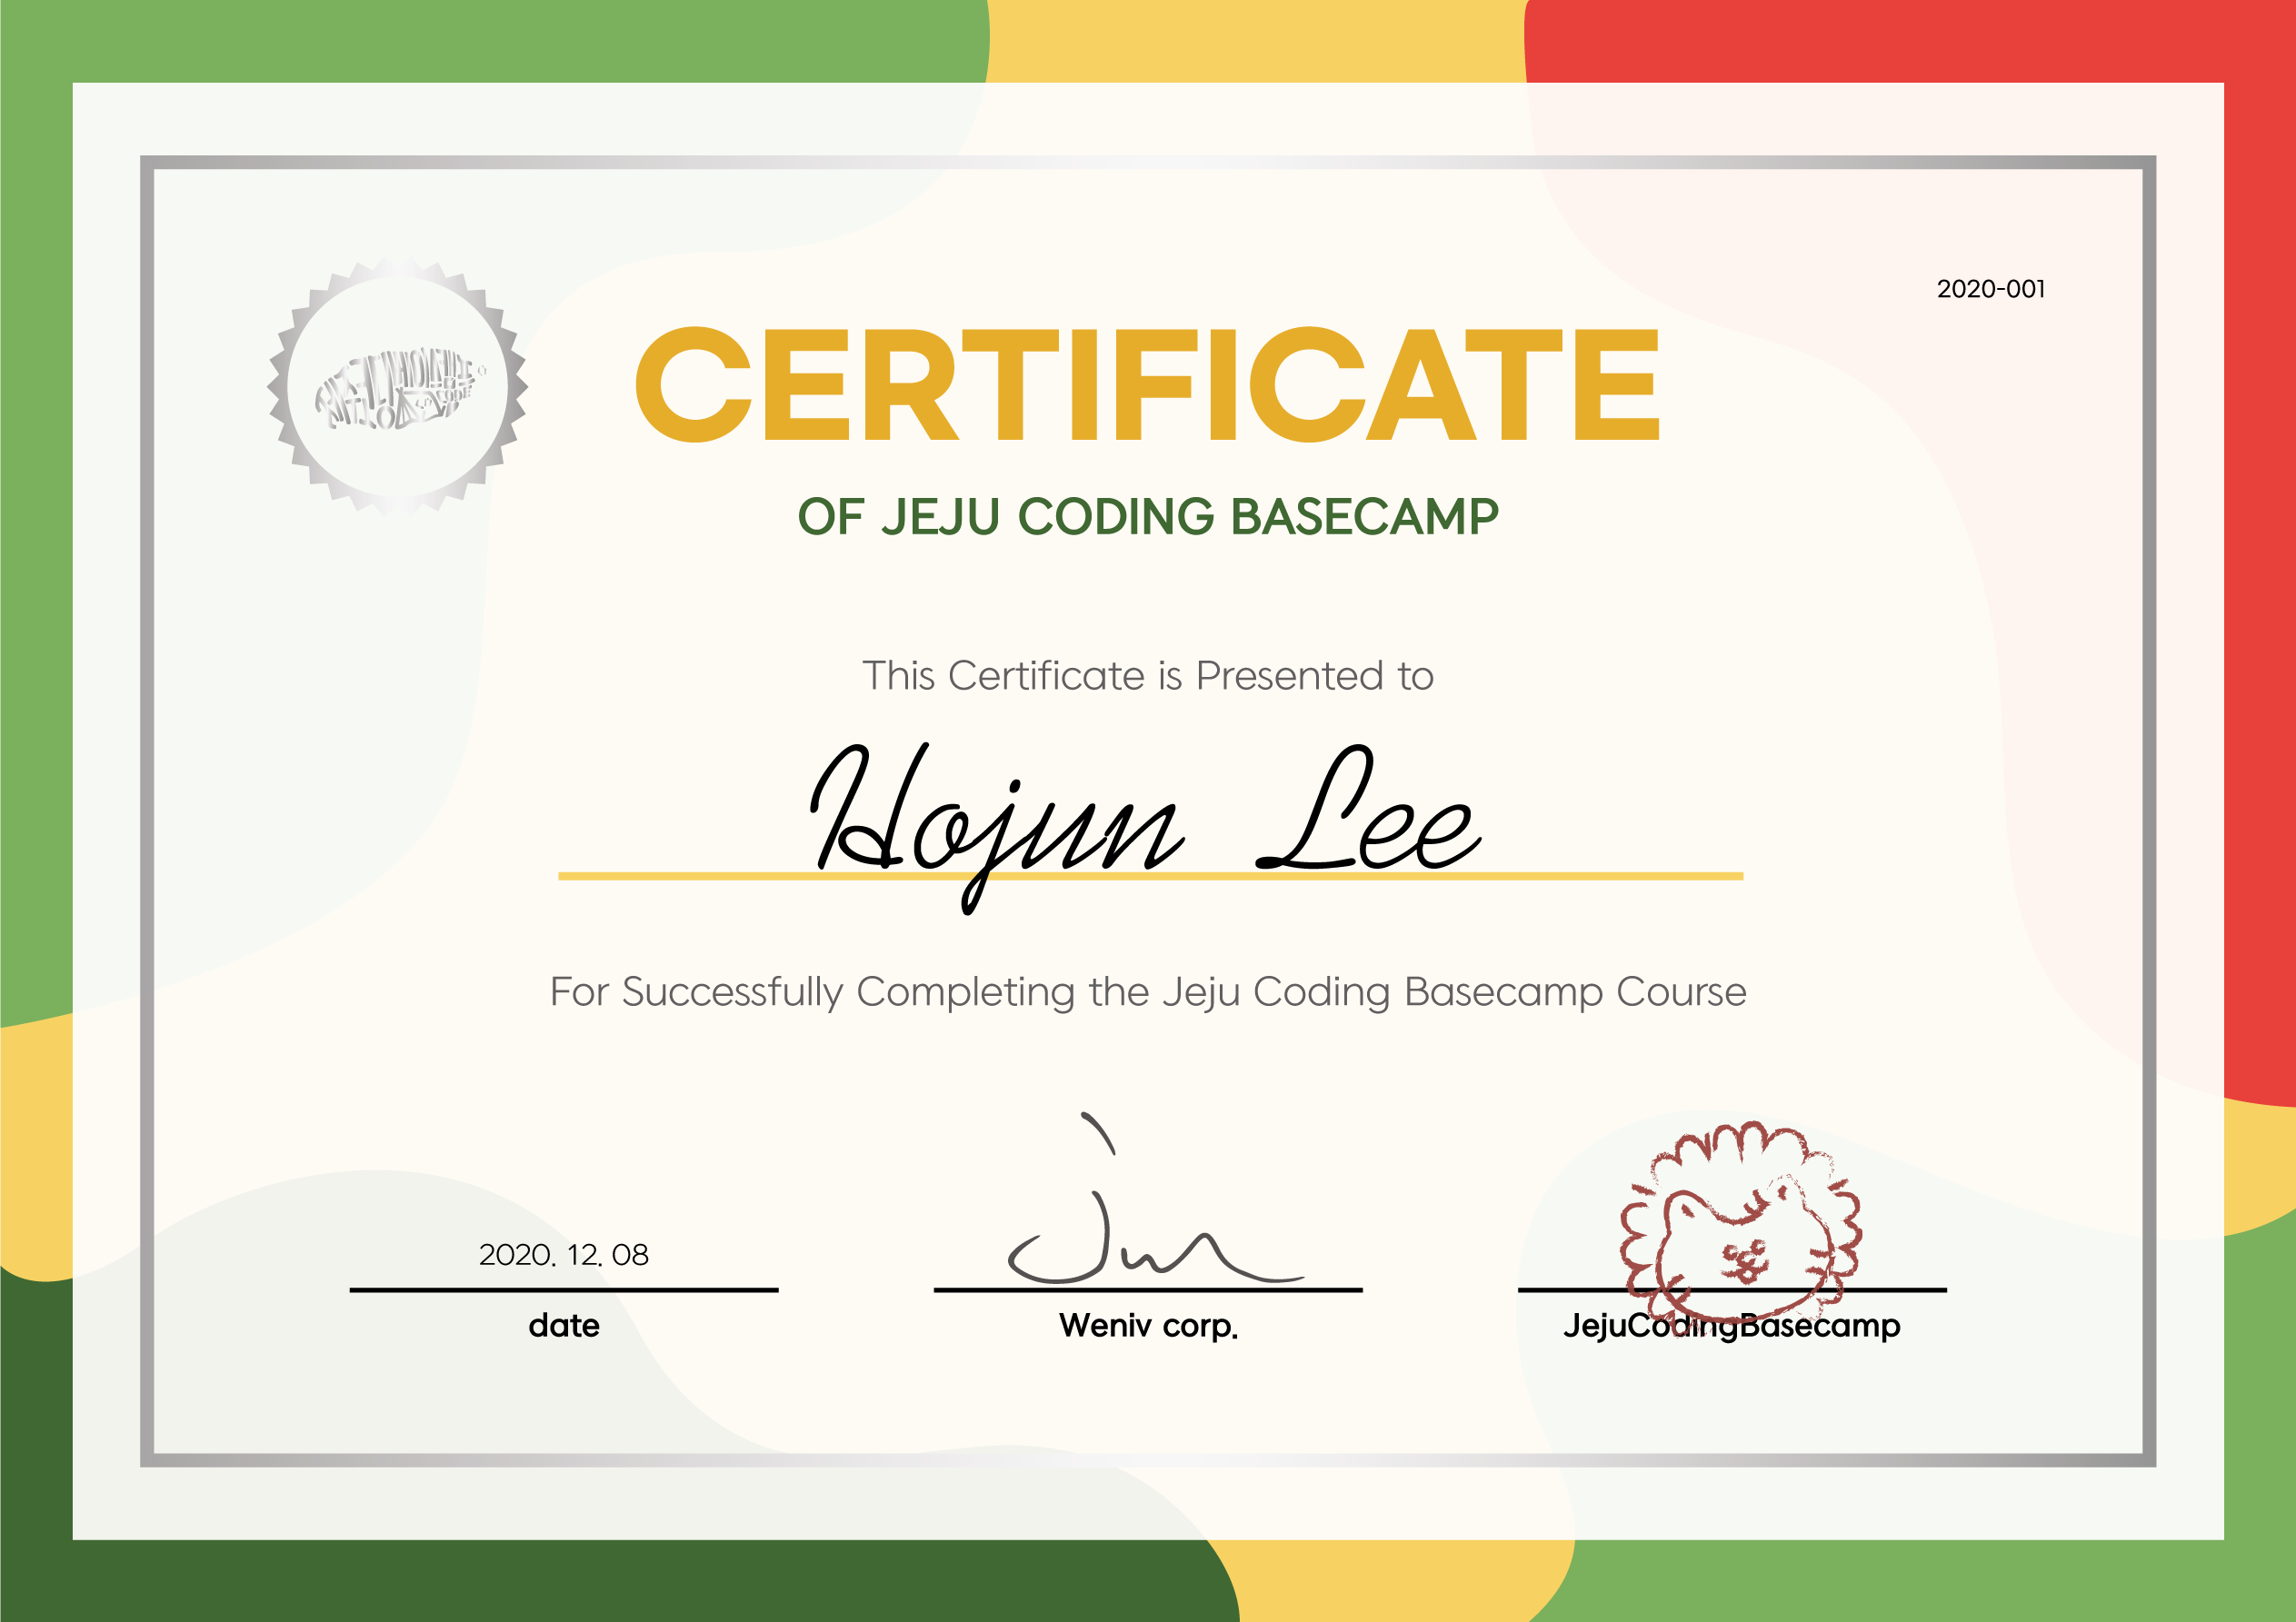 2020-001
CERTIFICATE
OF JEJU CODING BASECAMP
This Certificate is Presented to
Hojun Lee
For Successfully Completing the Jeju Coding Basecamp Course
2020. 12. 08
date
Weniv corp.
JejuCodingBasecamp